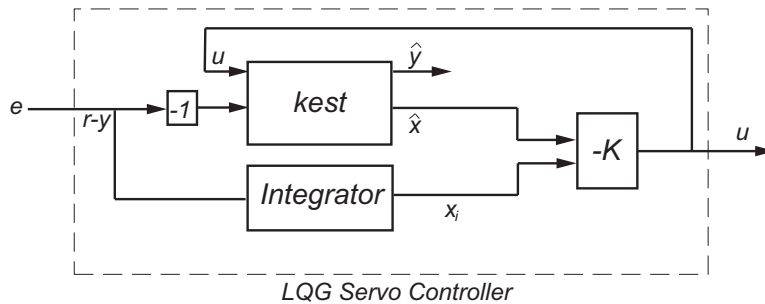 u
ŷ
kest
e
r-y
-1
x̂
-K
u
Integrator
xᵢ
LQG Servo Controller